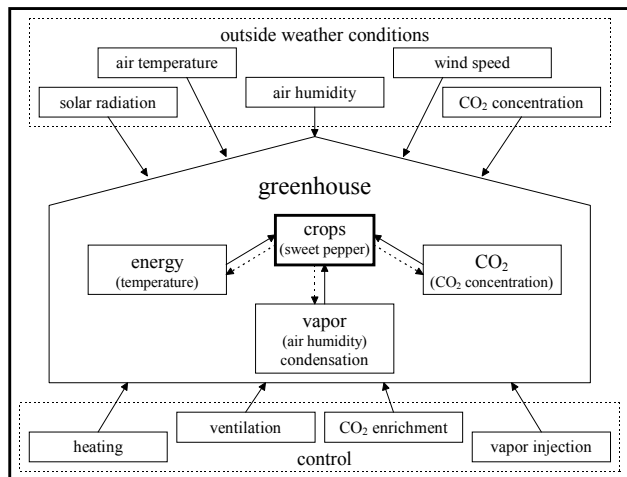 outside weather conditions
air temperature
wind speed
solar radiation
air humidity
CO₂ concentration
greenhouse
crops
(sweet pepper)
energy
(temperature)
CO₂
(CO₂ concentration)
vapor
(air humidity)
condensation
heating
ventilation
CO₂ enrichment
vapor injection
control